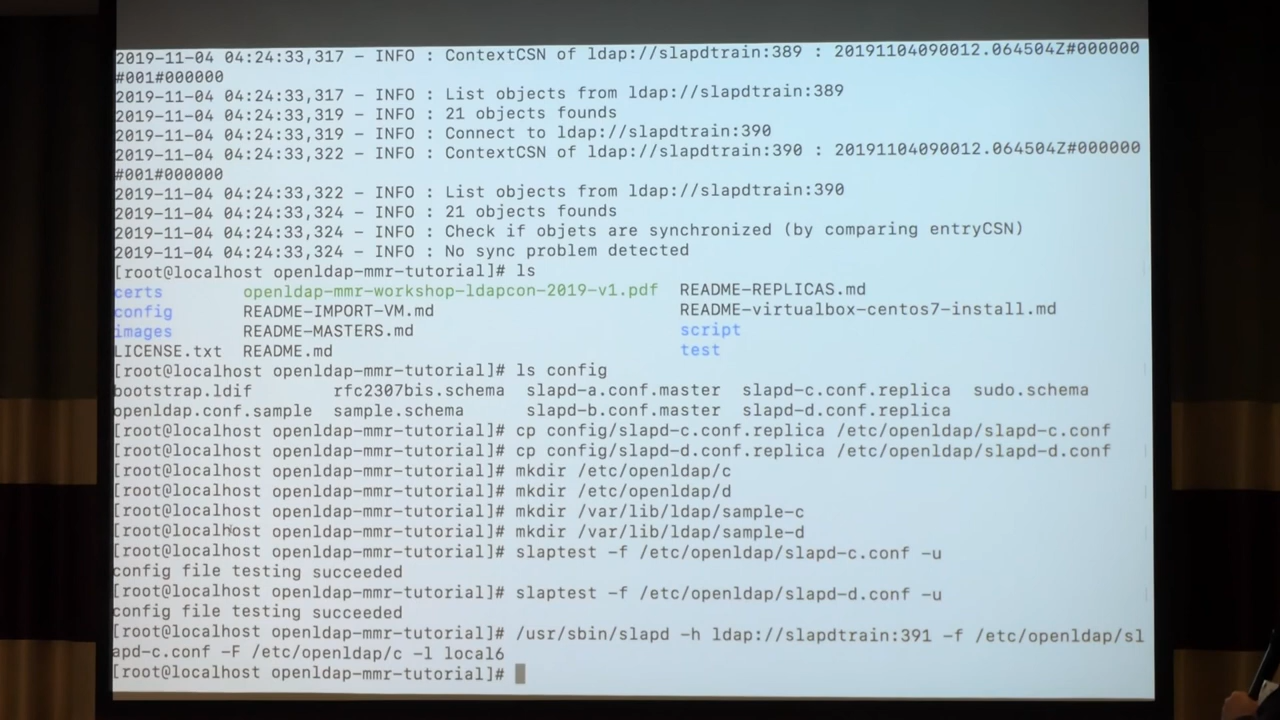 2019-11-04 04:24:33,317 - INFO : ContextCSN of ldap://slapdtrain:389 : 20191104090012.064504Z#000000
#001#000000
2019-11-04 04:24:33,317 - INFO : List objects from ldap://slapdtrain:389
2019-11-04 04:24:33,319 - INFO : 21 objects founds
2019-11-04 04:24:33,319 - INFO : Connect to ldap://slapdtrain:390
2019-11-04 04:24:33,322 - INFO : ContextCSN of ldap://slapdtrain:390 : 20191104090012.064504Z#000000
#001#000000
2019-11-04 04:24:33,322 - INFO : List objects from ldap://slapdtrain:390
2019-11-04 04:24:33,324 - INFO : 21 objects founds
2019-11-04 04:24:33,324 - INFO : Check if objets are synchronized (by comparing entryCSN)
2019-11-04 04:24:33,324 - INFO : No sync problem detected
[root@localhost openldap-mmr-tutorial]# ls
certs openldap-mmr-workshop-ldapcon-2019-v1.pdf README-REPLICAS.md
config README-IMPORT-VM.md README-virtualbox-centos7-install.md
images README-MASTERS.md script
LICENSE.txt README.md test
[root@localhost openldap-mmr-tutorial]# ls config
bootstrap.ldif rfc2307bis.schema slapd-a.conf.master slapd-c.conf.replica sudo.schema
openldap.conf.sample sample.schema slapd-b.conf.master slapd-d.conf.replica
[root@localhost openldap-mmr-tutorial]# cp config/slapd-c.conf.replica /etc/openldap/slapd-c.conf
[root@localhost openldap-mmr-tutorial]# cp config/slapd-d.conf.replica /etc/openldap/slapd-d.conf
[root@localhost openldap-mmr-tutorial]# mkdir /etc/openldap/c
[root@localhost openldap-mmr-tutorial]# mkdir /etc/openldap/d
[root@localhost openldap-mmr-tutorial]# mkdir /var/lib/ldap/sample-c
[root@localhost openldap-mmr-tutorial]# mkdir /var/lib/ldap/sample-d
[root@localhost openldap-mmr-tutorial]# slaptest -f /etc/openldap/slapd-c.conf -u
config file testing succeeded
[root@localhost openldap-mmr-tutorial]# slaptest -f /etc/openldap/slapd-d.conf -u
config file testing succeeded
[root@localhost openldap-mmr-tutorial]# /usr/sbin/slapd -h ldap://slapdtrain:391 -f /etc/openldap/sl
apd-c.conf -F /etc/openldap/c -l local6
[root@localhost openldap-mmr-tutorial]#